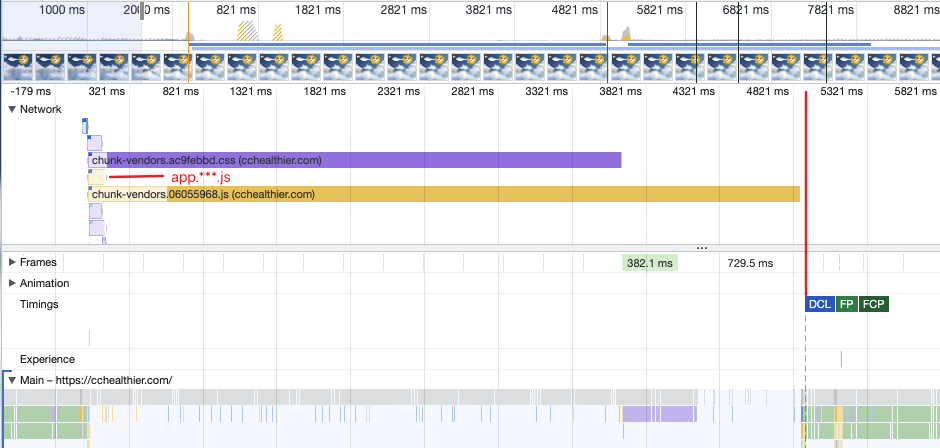 1000 ms 2000 ms 821 ms 1821 ms 2821 ms 3821 ms 4821 ms 5821 ms 6821 ms 7821 ms 8821 ms
-179 ms 321 ms 821 ms 1321 ms 1821 ms 2321 ms 2821 ms 3321 ms 3821 ms 4321 ms 4821 ms 5321 ms 5821 ms
Network
chunk-vendors.ac9febbd.css (cchealthier.com)
app.***.js
chunk-vendors.06055968.js (cchealthier.com)
...
Frames 382.1 ms 729.5 ms
Animation
Timings DCL FP FCP
Experience
Main – https://cchealthier.com/